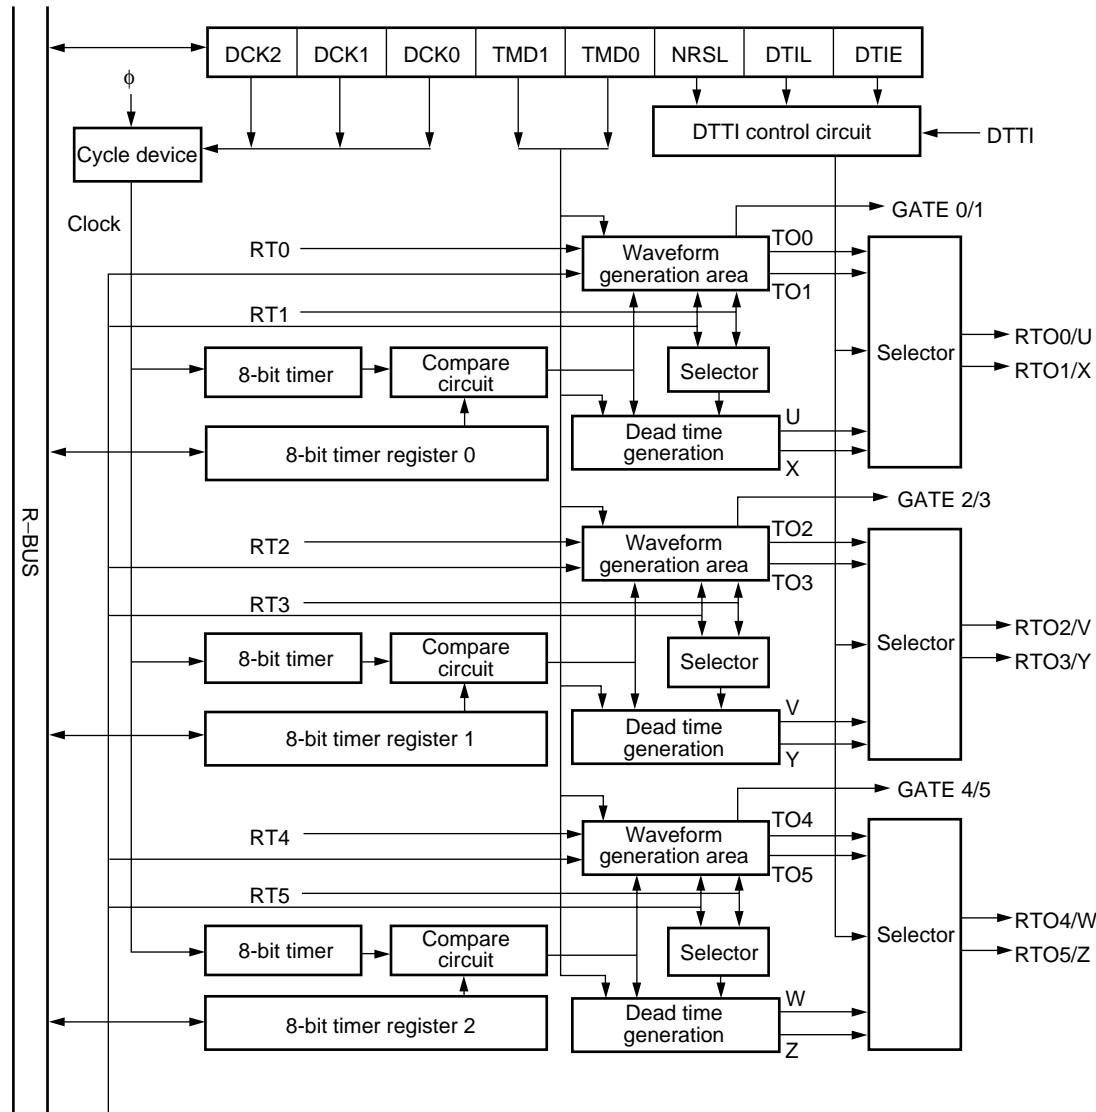 DCK2 DCK1 DCK0 TMD1 TMD0 NRSL DTIL DTIE
ϕ
DTTI control circuit
DTTI
Cycle device
Clock
GATE 0/1
RT0
Waveform
generation area
TO0
TO1
RT1
Selector
RTO0/U
RTO1/X
8-bit timer
Compare
circuit
Selector
8-bit timer register 0
Dead time
generation
U
X
R–BUS
GATE 2/3
RT2
Waveform
generation area
TO2
TO3
RT3
Selector
RTO2/V
RTO3/Y
8-bit timer
Compare
circuit
Selector
8-bit timer register 1
Dead time
generation
V
Y
GATE 4/5
RT4
Waveform
generation area
TO4
TO5
RT5
Selector
RTO4/W
RTO5/Z
8-bit timer
Compare
circuit
Selector
8-bit timer register 2
Dead time
generation
W
Z